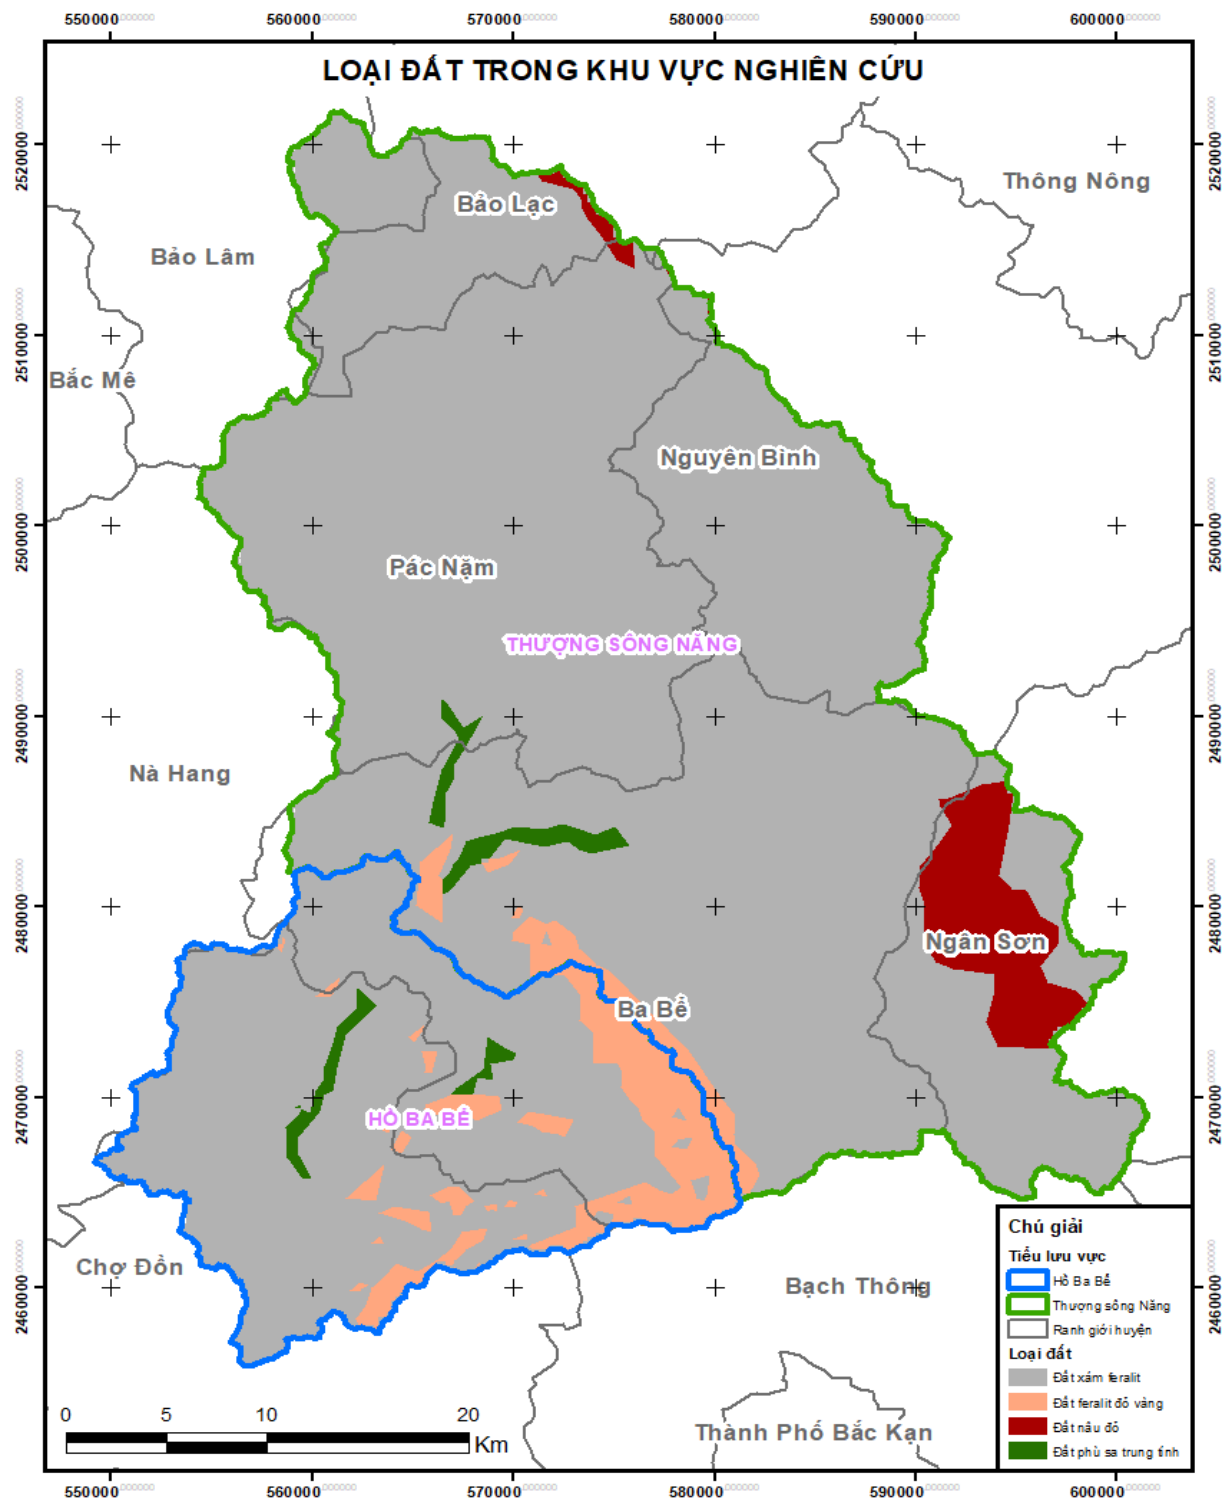 550000 560000 570000 580000 590000 600000
LOẠI ĐẤT TRONG KHU VỰC NGHIÊN CỨU
2520000 2520000
Thông Nông
Bảo Lạc
Bảo Lâm
2510000 2510000
Bắc Mê
Nguyên Bình
2500000 2500000
Pác Nặm
THƯỢNG SÔNG NĂNG
2490000 2490000
Nà Hang
2480000 2480000
Ngân Sơn
Ba Bể
2470000 2470000
HỒ BA BỂ
Chợ Đồn
2460000 2460000
Bạch Thông
Thành Phố Bắc Kạn
Chú giải
Tiểu lưu vực
Hồ Ba Bể
Thượng sông Năng
Ranh giới huyện
Loại đất
Đất xám feralit
Đất feralit đỏ vàng
Đất nâu đỏ
Đất phù sa trung tính
0 5 10 20
Km
550000 560000 570000 580000 590000 600000